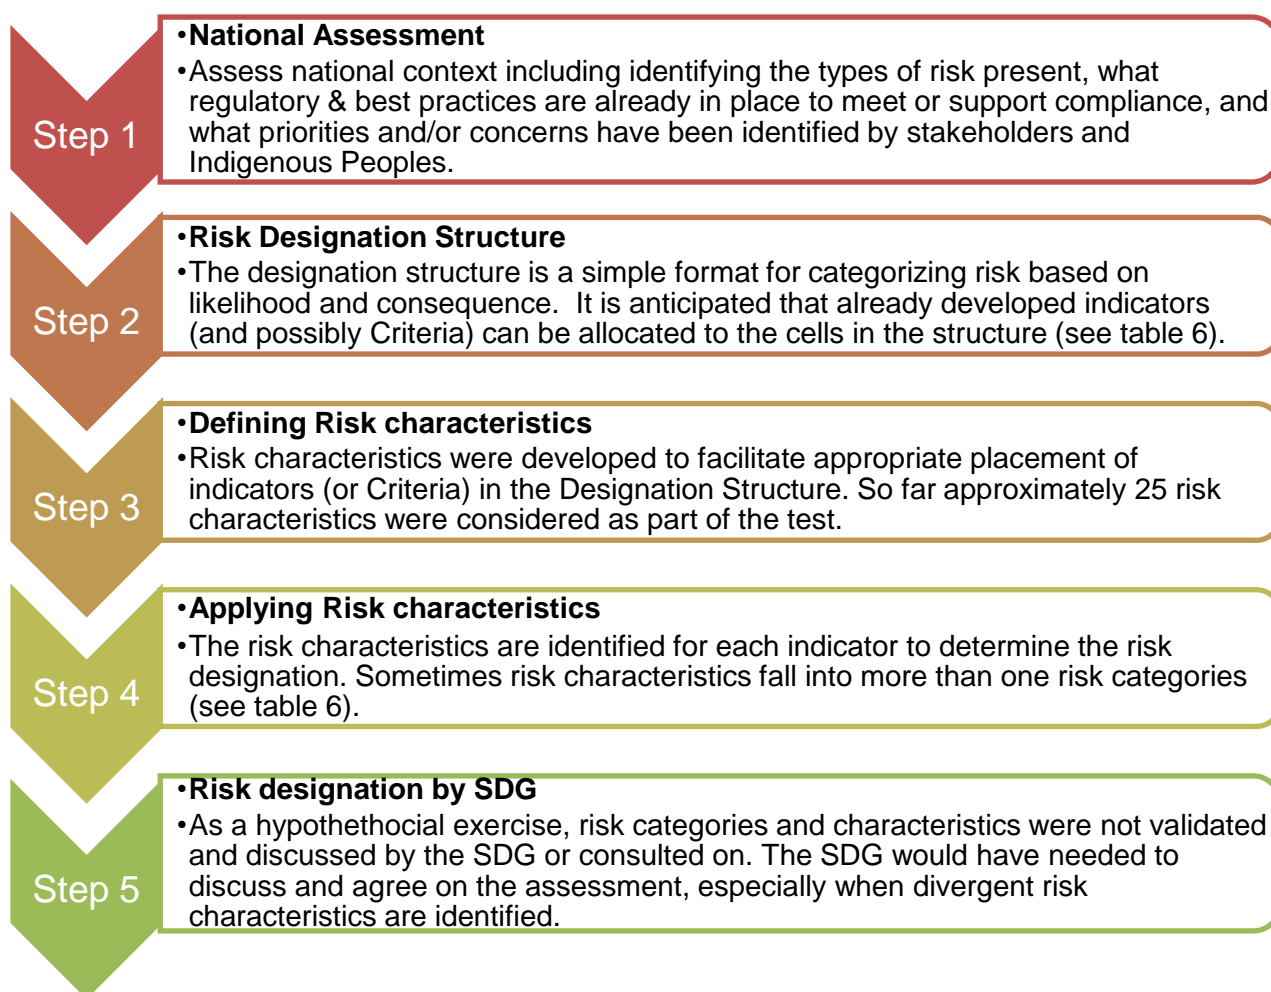 •National Assessment
•Assess national context including identifying the types of risk present, what
regulatory & best practices are already in place to meet or support compliance, and
what priorities and/or concerns have been identified by stakeholders and
Indigenous Peoples.
Step 1
•Risk Designation Structure
•The designation structure is a simple format for categorizing risk based on
likelihood and consequence.  It is anticipated that already developed indicators
(and possibly Criteria) can be allocated to the cells in the structure (see table 6).
Step 2
•Defining Risk characteristics
•Risk characteristics were developed to facilitate appropriate placement of
indicators (or Criteria) in the Designation Structure. So far approximately 25 risk
characteristics were considered as part of the test.
Step 3
•Applying Risk characteristics
•The risk characteristics are identified for each indicator to determine the risk
designation. Sometimes risk characteristics fall into more than one risk categories
(see table 6).
Step 4
•Risk designation by SDG
•As a hypothethocial exercise, risk categories and characteristics were not validated
and discussed by the SDG or consulted on. The SDG would have needed to
discuss and agree on the assessment, especially when divergent risk
characteristics are identified.
Step 5